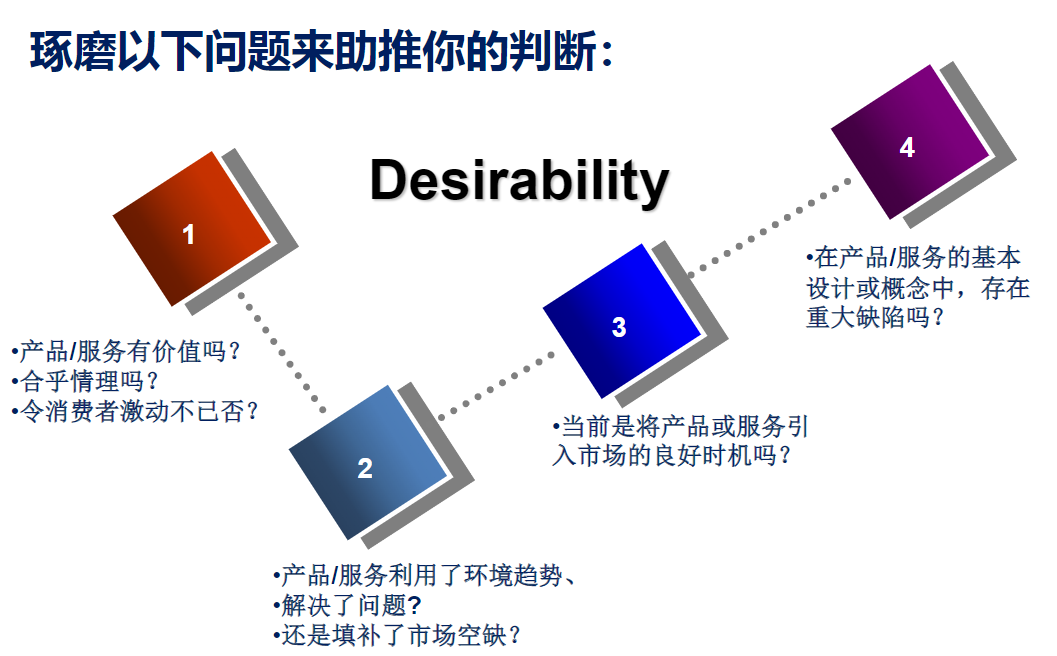 琢磨以下问题来助推你的判断：
Desirability
1
•产品/服务有价值吗？
•合乎情理吗？
•令消费者激动不已否？
2
•产品/服务利用了环境趋势、
•解决了问题?
•还是填补了市场空缺？
3
•当前是将产品或服务引
入市场的良好时机吗？
4
•在产品/服务的基本
设计或概念中，存在
重大缺陷吗？